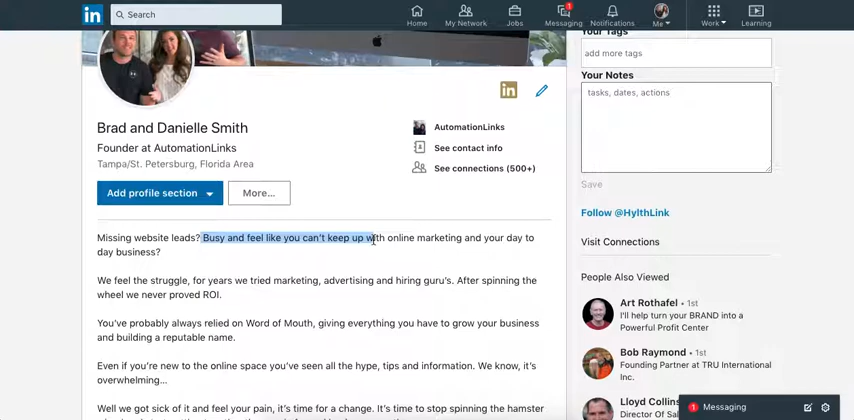 in
Search
Home
My Network
Jobs
1
Messaging
Notifications
Me
Work
Learning
Your Tags
add more tags
Your Notes
tasks, dates, actions
Save
in
Brad and Danielle Smith
Founder at AutomationLinks
Tampa/St. Petersburg, Florida Area
AutomationLinks
See contact info
See connections (500+)
Add profile section
More...
Follow @HylthLink
Visit Connections
Missing website leads? Busy and feel like you can't keep up with online marketing and your day to
day business?
We feel the struggle, for years we tried marketing, advertising and hiring guru's. After spinning the
wheel we never proved ROI.
You've probably always relied on Word of Mouth, giving everything you have to grow your business
and building a reputable name.
Even if you're new to the online space you've seen all the hype, tips and information. We know, it's
overwhelming...
Well we got sick of it and feel your pain, it's time for a change. It's time to stop spinning the hamster
People Also Viewed
Art Rothafel • 1st
I'll help turn your BRAND into a
Powerful Profit Center
Bob Raymond • 1st
Founding Partner at TRU International
Inc.
Lloyd Collins
Director Of Sal
1 Messaging